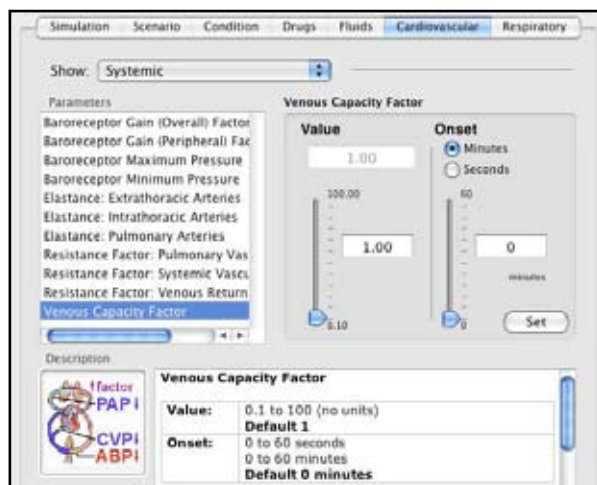 Simulation Scenario Condition Drugs Fluids Cardiovascular Respiratory
Show: Systemic
Parameters
Baroreceptor Gain (Overall) Factor
Baroreceptor Gain (Peripheral) Fac
Baroreceptor Maximum Pressure
Baroreceptor Minimum Pressure
Elastance: Extrathoracic Arteries
Elastance: Intrathoracic Arteries
Elastance: Pulmonary Arteries
Resistance Factor: Pulmonary Vas
Resistance Factor: Systemic Vascu
Resistance Factor: Venous Return
Venous Capacity Factor
Venous Capacity Factor
Value
1.00
100.00
1.00
0.10
Onset
Minutes
Seconds
60
0
minutes
0
Set
Description
factor
PAP
CVP
ABP
Venous Capacity Factor
Value: 0.1 to 100 (no units)
Default 1
Onset: 0 to 60 seconds
0 to 60 minutes
Default 0 minutes